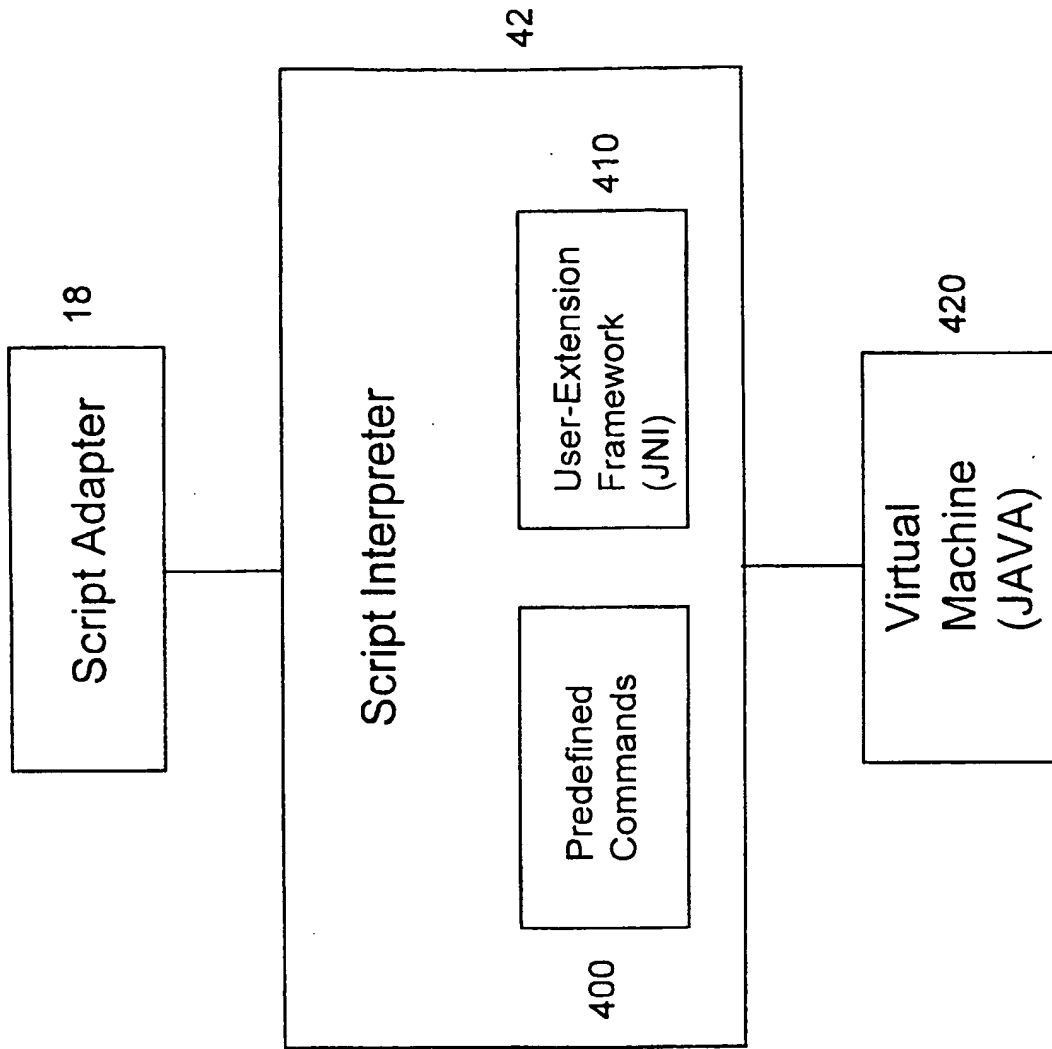 Script Adapter
18
42
Script Interpreter
Predefined
Commands
400
User-Extension
Framework
(JNI)
410
Virtual
Machine
(JAVA)
420